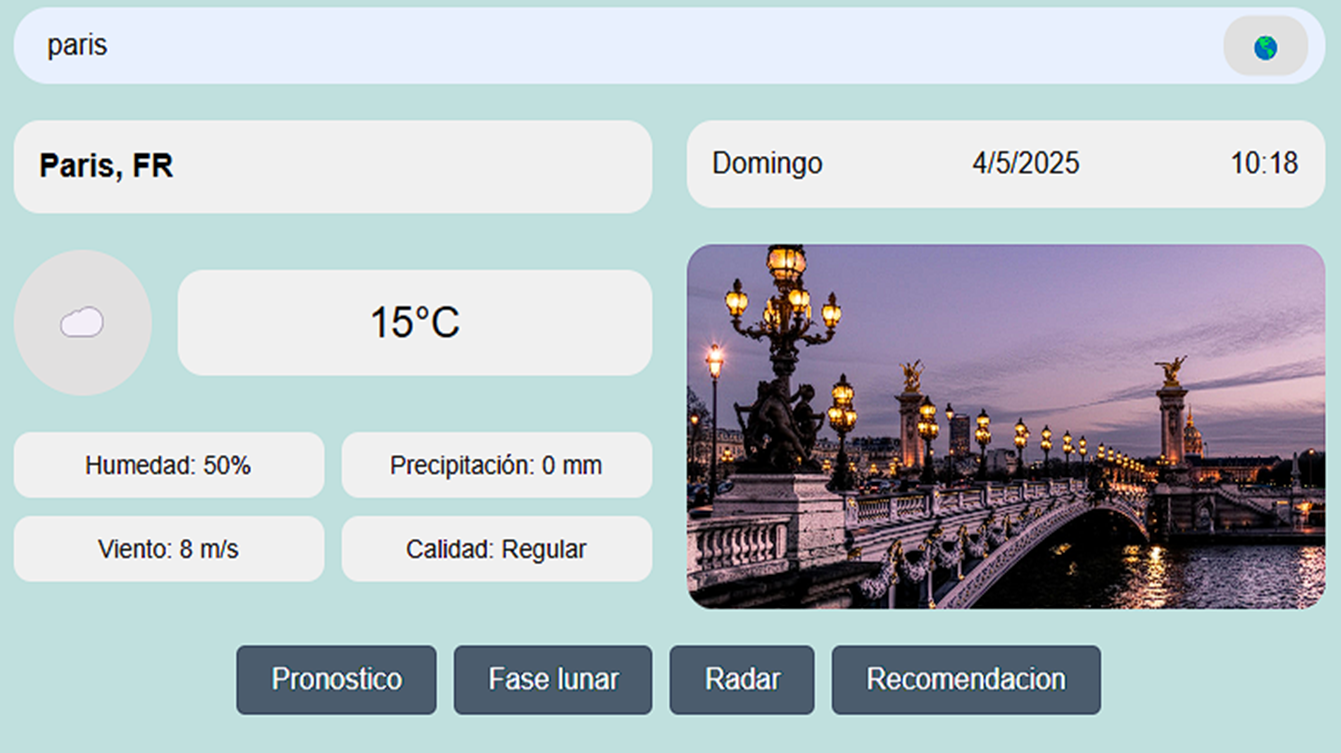 paris
Paris, FR
Domingo 4/5/2025 10:18
15°C
Humedad: 50% Precipitación: 0 mm
Viento: 8 m/s Calidad: Regular
Pronostico Fase lunar Radar Recomendacion